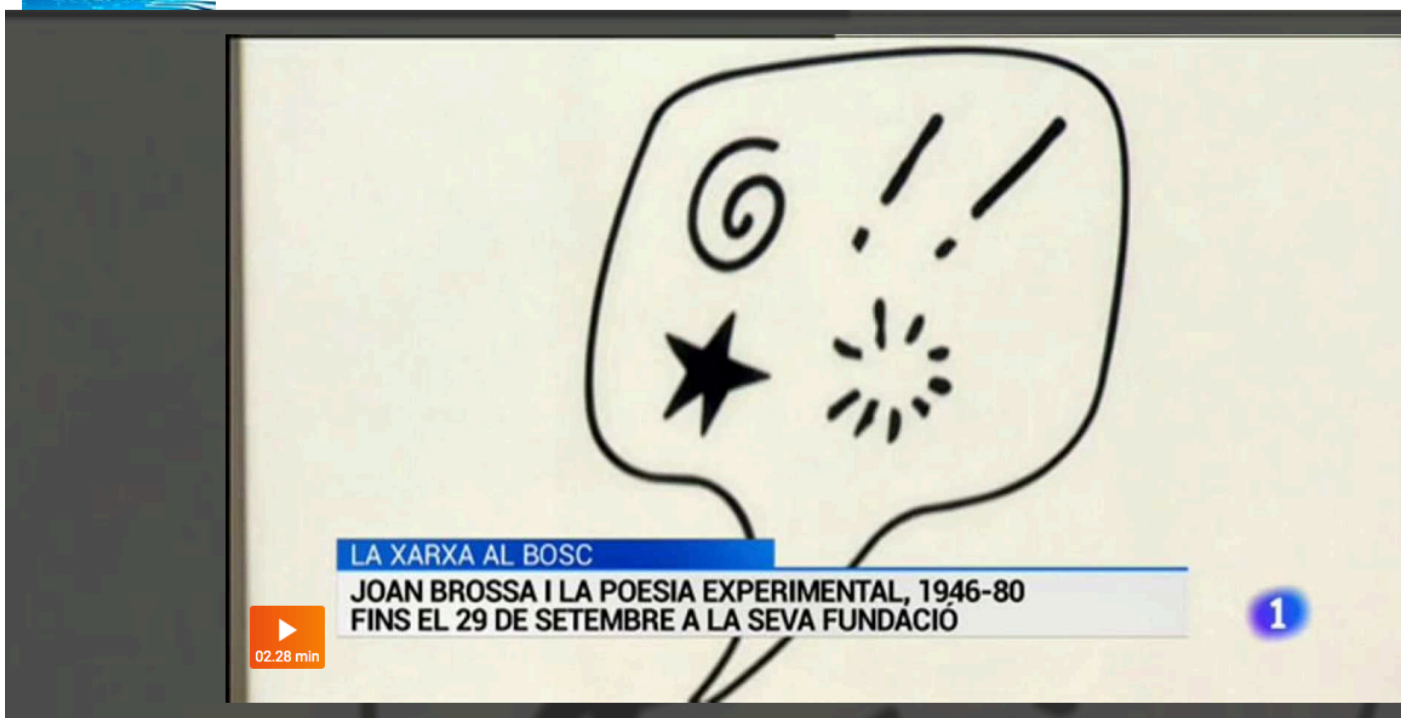 LA XARXA AL BOSC
JOAN BROSSA I LA POESIA EXPERIMENTAL, 1946-80
FINS EL 29 DE SETEMBRE A LA SEVA FUNDACIÓ
1
02.28 min